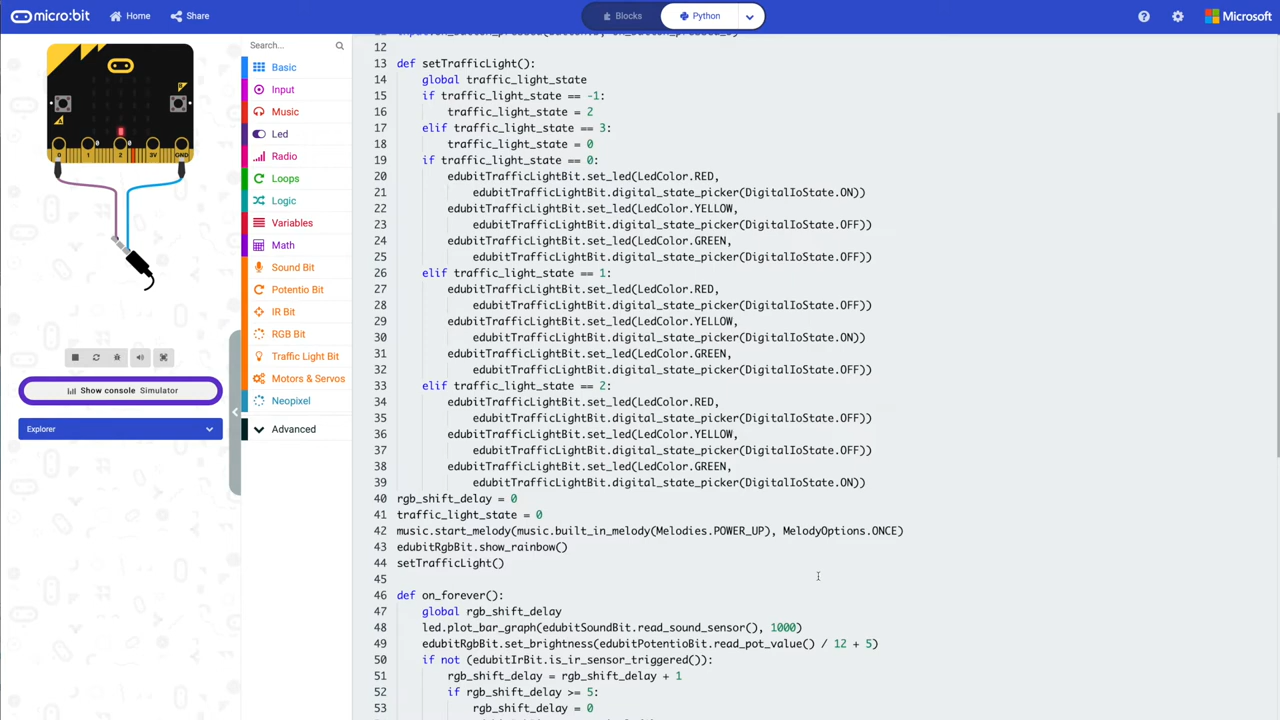 micro:bit
Home
Share
Blocks
Python
Microsoft
0
1
2
3V
GND
Show console Simulator
Explorer
Search...
Basic
Input
Music
Led
Radio
Loops
Logic
Variables
Math
Sound Bit
Potentio Bit
IR Bit
RGB Bit
Traffic Light Bit
Motors & Servos
Neopixel
Advanced
12
13 def setTrafficLight():
14 global traffic_light_state
15 if traffic_light_state == -1:
16 traffic_light_state = 2
17 elif traffic_light_state == 3:
18 traffic_light_state = 0
19 if traffic_light_state == 0:
20 edubitTrafficLightBit.set_led(LedColor.RED,
21 edubitTrafficLightBit.digital_state_picker(DigitalIoState.ON))
22 edubitTrafficLightBit.set_led(LedColor.YELLOW,
23 edubitTrafficLightBit.digital_state_picker(DigitalIoState.OFF))
24 edubitTrafficLightBit.set_led(LedColor.GREEN,
25 edubitTrafficLightBit.digital_state_picker(DigitalIoState.OFF))
26 elif traffic_light_state == 1:
27 edubitTrafficLightBit.set_led(LedColor.RED,
28 edubitTrafficLightBit.digital_state_picker(DigitalIoState.OFF))
29 edubitTrafficLightBit.set_led(LedColor.YELLOW,
30 edubitTrafficLightBit.digital_state_picker(DigitalIoState.ON))
31 edubitTrafficLightBit.set_led(LedColor.GREEN,
32 edubitTrafficLightBit.digital_state_picker(DigitalIoState.OFF))
33 elif traffic_light_state == 2:
34 edubitTrafficLightBit.set_led(LedColor.RED,
35 edubitTrafficLightBit.digital_state_picker(DigitalIoState.OFF))
36 edubitTrafficLightBit.set_led(LedColor.YELLOW,
37 edubitTrafficLightBit.digital_state_picker(DigitalIoState.OFF))
38 edubitTrafficLightBit.set_led(LedColor.GREEN,
39 edubitTrafficLightBit.digital_state_picker(DigitalIoState.ON))
40 rgb_shift_delay = 0
41 traffic_light_state = 0
42 music.start_melody(music.built_in_melody(Melodies.POWER_UP), MelodyOptions.ONCE)
43 edubitRgbBit.show_rainbow()
44 setTrafficLight()
45
46 def on_forever():
47 global rgb_shift_delay
48 led.plot_bar_graph(edubitSoundBit.read_sound_sensor(), 1000)
49 edubitRgbBit.set_brightness(edubitPotentioBit.read_pot_value() / 12 + 5)
50 if not (edubitIrBit.is_ir_sensor_triggered()):
51 rgb_shift_delay = rgb_shift_delay + 1
52 if rgb_shift_delay >= 5:
53 rgb_shift_delay = 0